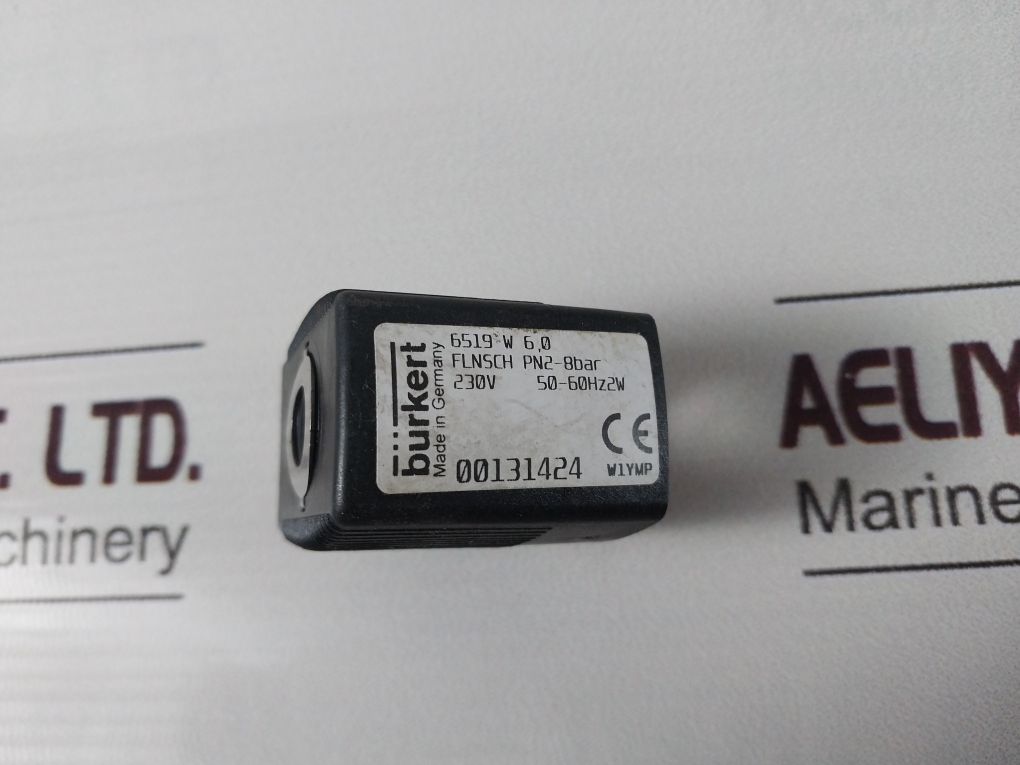 6519 W 6,0
FLNSCH PN2-8bar
230V 50-60Hz2W
bürkert
Made in Germany
00131424
CE
W1YMP
LTD.
chinery
AELIY
Marine